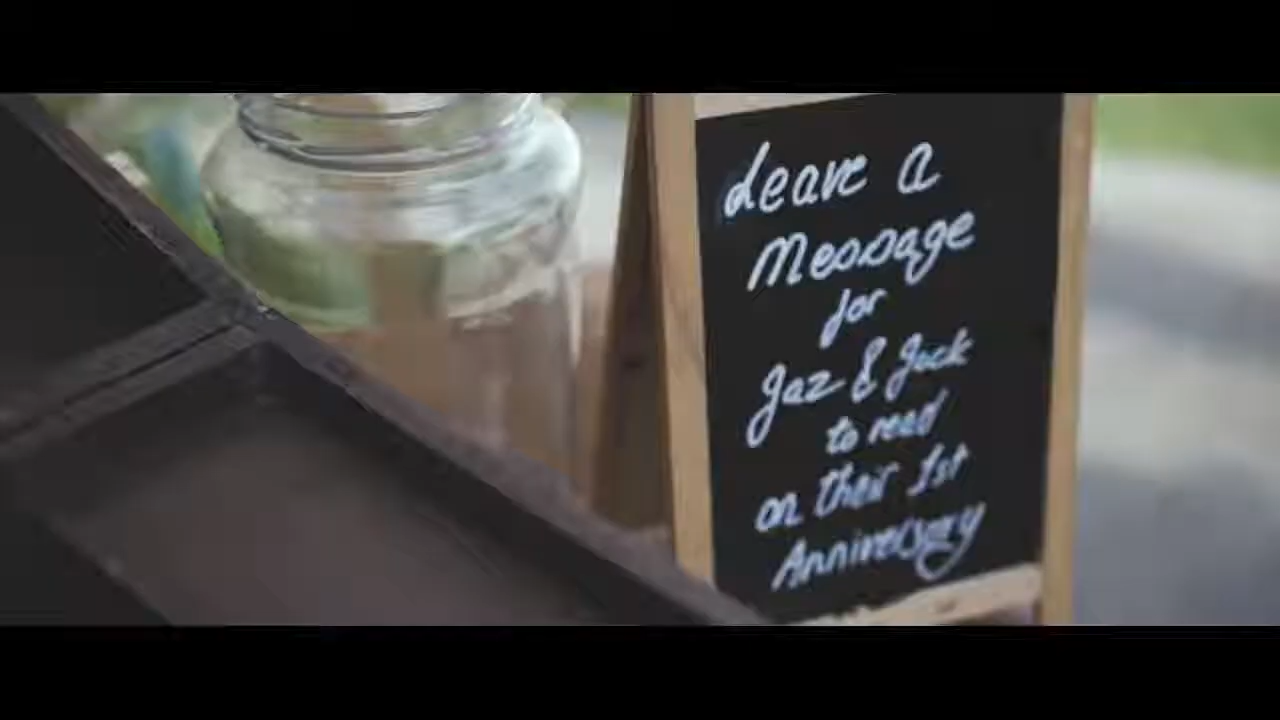 Leave a
Message
for
Jaz & Jack
to read
on their 1st
Anniversary